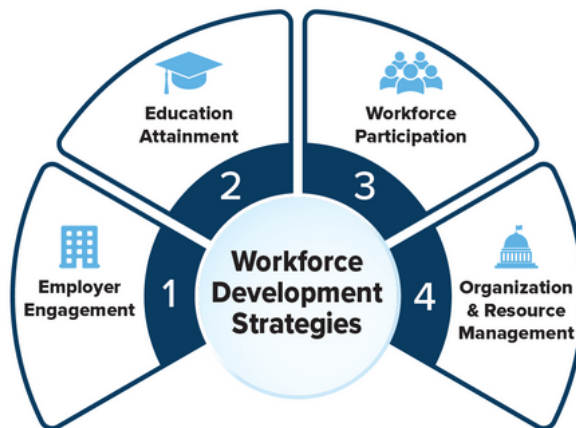 Workforce
Development
Strategies
1
Employer
Engagement
2
Education
Attainment
3
Workforce
Participation
4
Organization
& Resource
Management